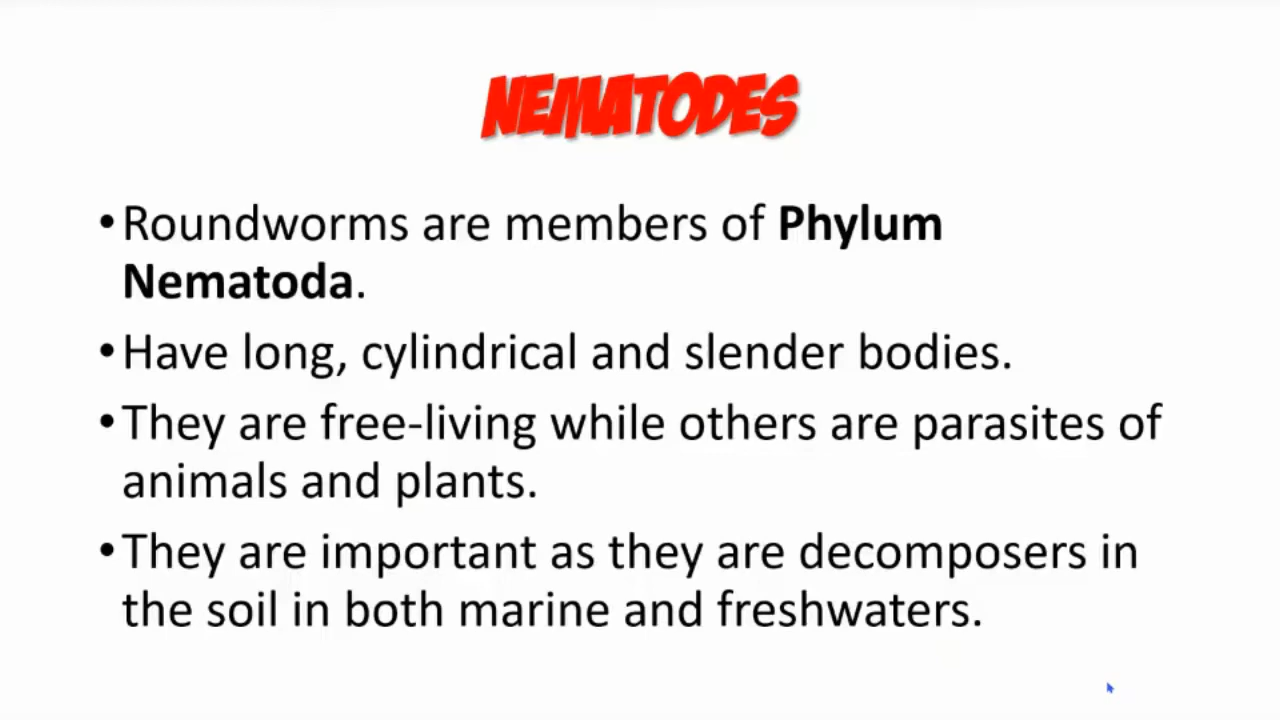 NEMATODES
•Roundworms are members of Phylum
Nematoda.
•Have long, cylindrical and slender bodies.
•They are free-living while others are parasites of
animals and plants.
•They are important as they are decomposers in
the soil in both marine and freshwaters.